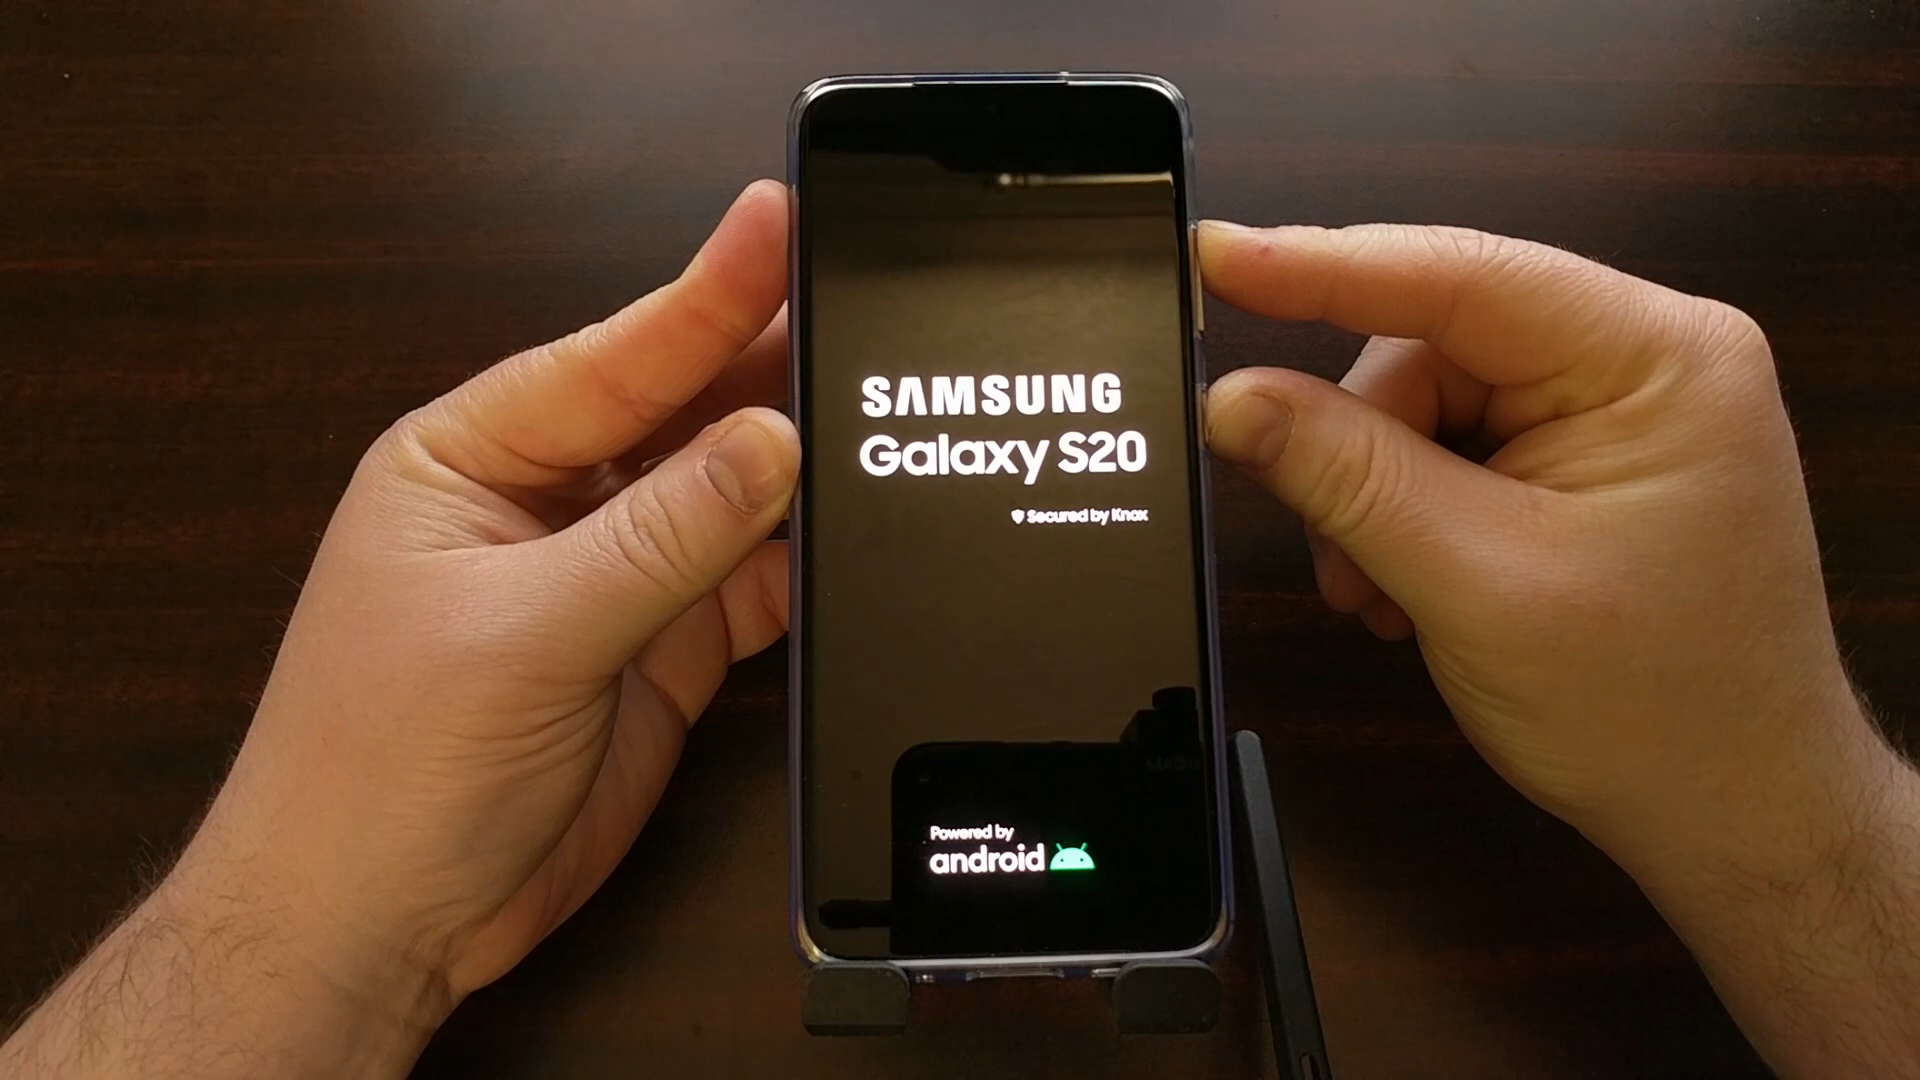 SAMSUNG
Galaxy S20
Secured by Knox
Powered by
android